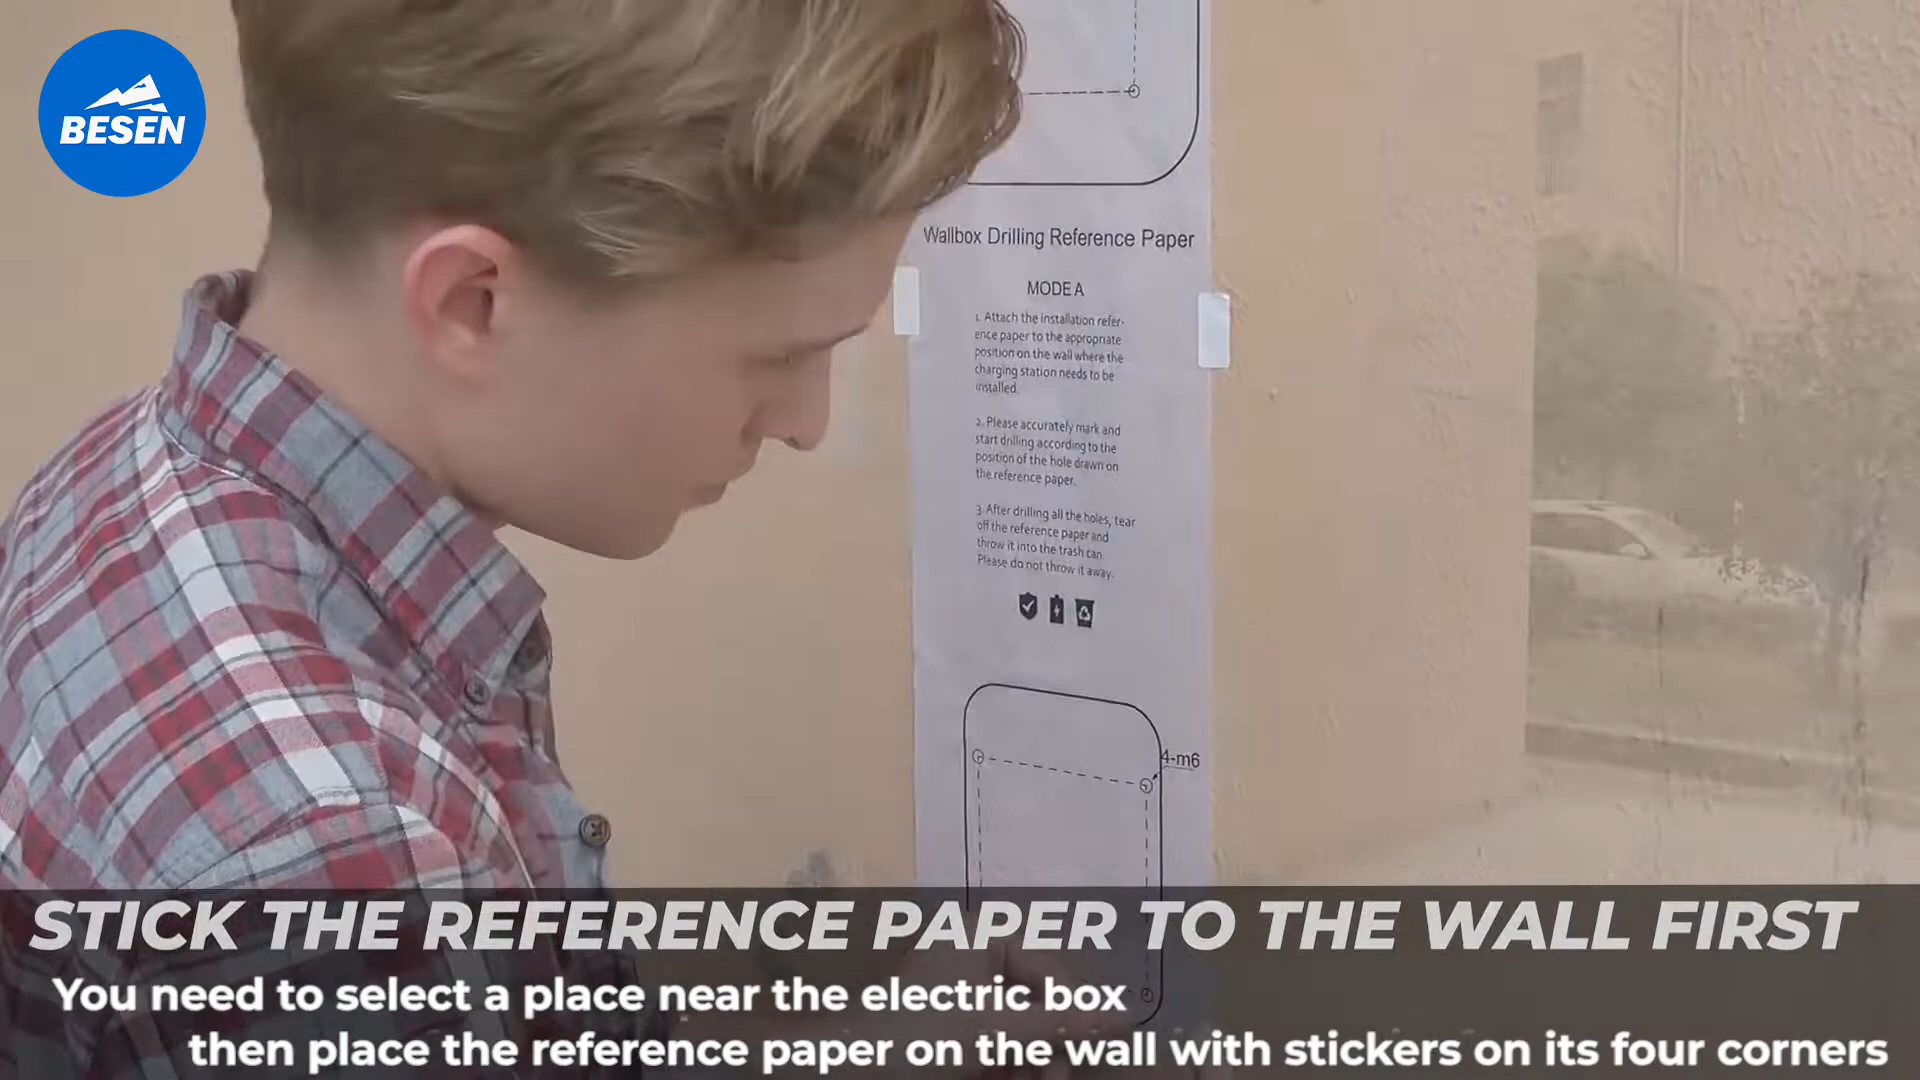 BESEN
Wallbox Drilling Reference Paper
MODE A
1. Attach the installation refer-
ence paper to the appropriate
position on the wall where the
charging station needs to be
installed.
2. Please accurately mark and
start drilling according to the
position of the hole drawn on
the reference paper.
3. After drilling all the holes, tear
off the reference paper and
throw it into the trash can.
Please do not throw it away.
4-m6
STICK THE REFERENCE PAPER TO THE WALL FIRST
You need to select a place near the electric box
then place the reference paper on the wall with stickers on its four corners